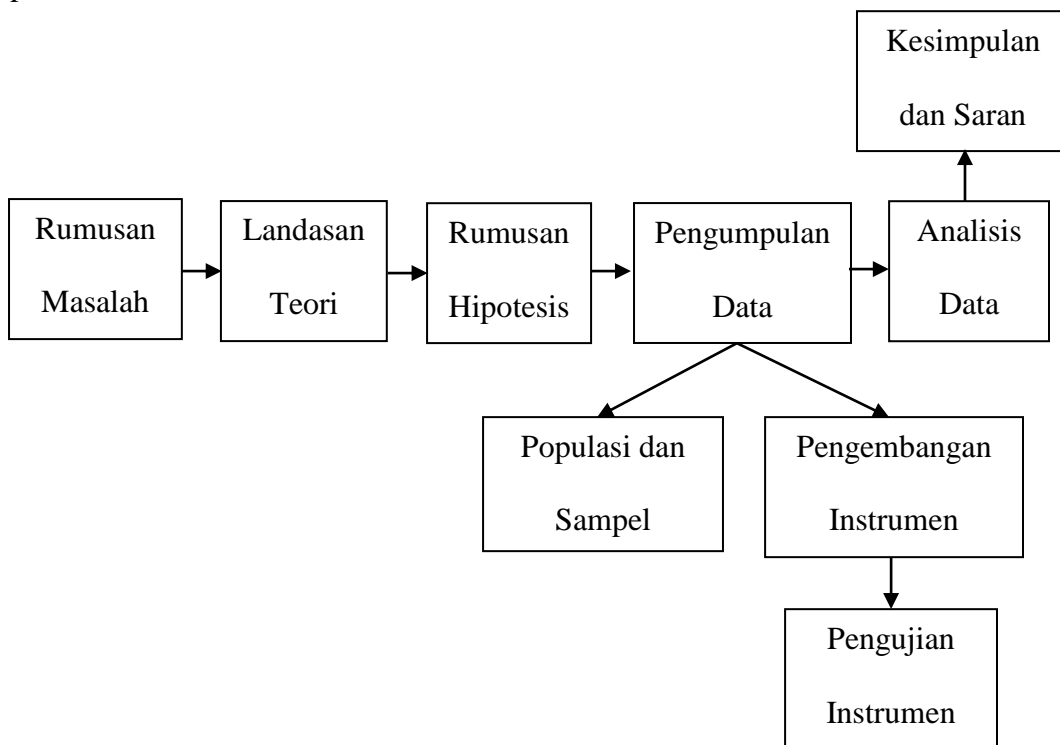 Kesimpulan
dan Saran
Rumusan
Masalah
Landasan
Teori
Rumusan
Hipotesis
Pengumpulan
Data
Analisis
Data
Populasi dan
Sampel
Pengembangan
Instrumen
Pengujian
Instrumen